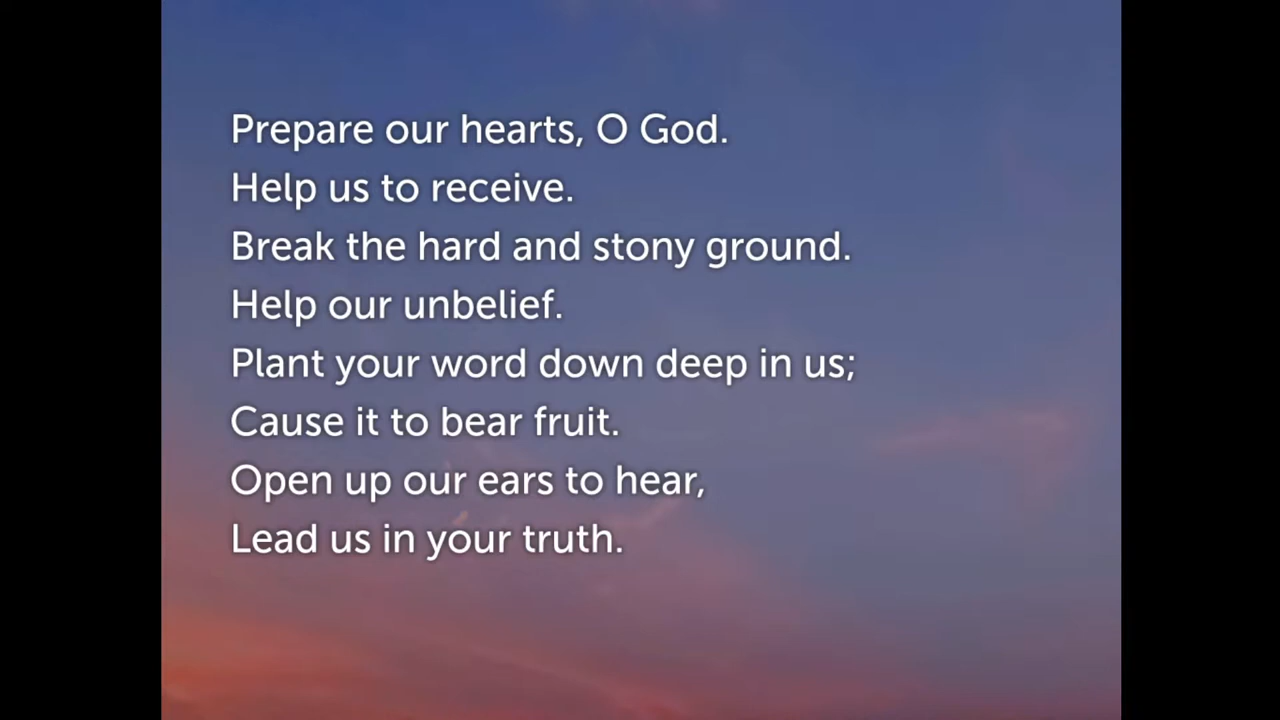 Prepare our hearts, O God.
Help us to receive.
Break the hard and stony ground.
Help our unbelief.
Plant your word down deep in us;
Cause it to bear fruit.
Open up our ears to hear,
Lead us in your truth.